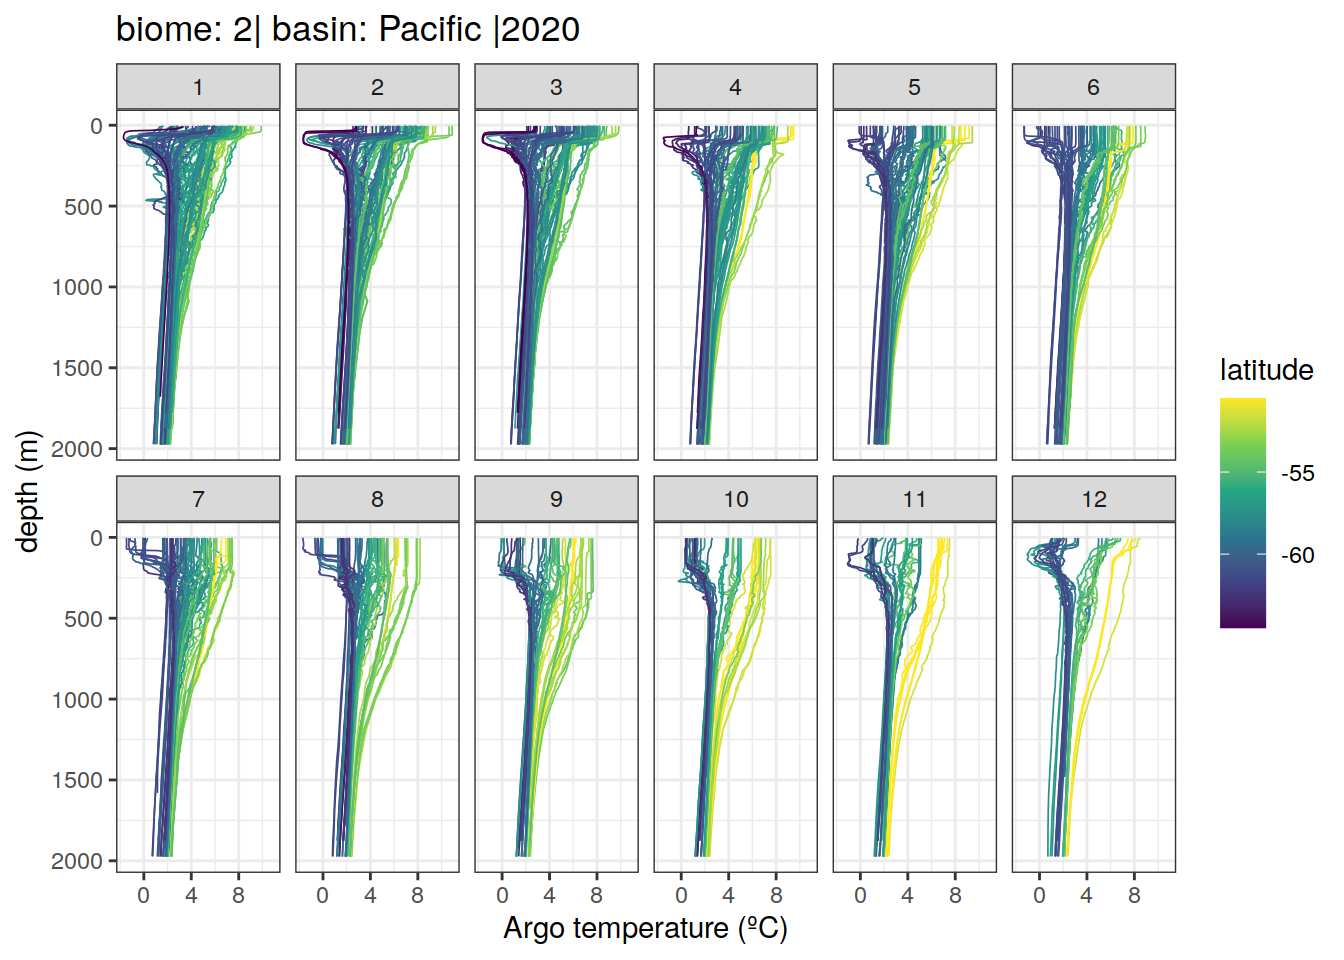 biome: 2| basin: Pacific |2020
1 2 3 4 5 6
0
500
1000
1500
2000
7 8 9 10 11 12
0
500
1000
1500
2000
0 4 8 0 4 8 0 4 8 0 4 8 0 4 8 0 4 8
Argo temperature (ºC)
depth (m)
latitude
-55
-60